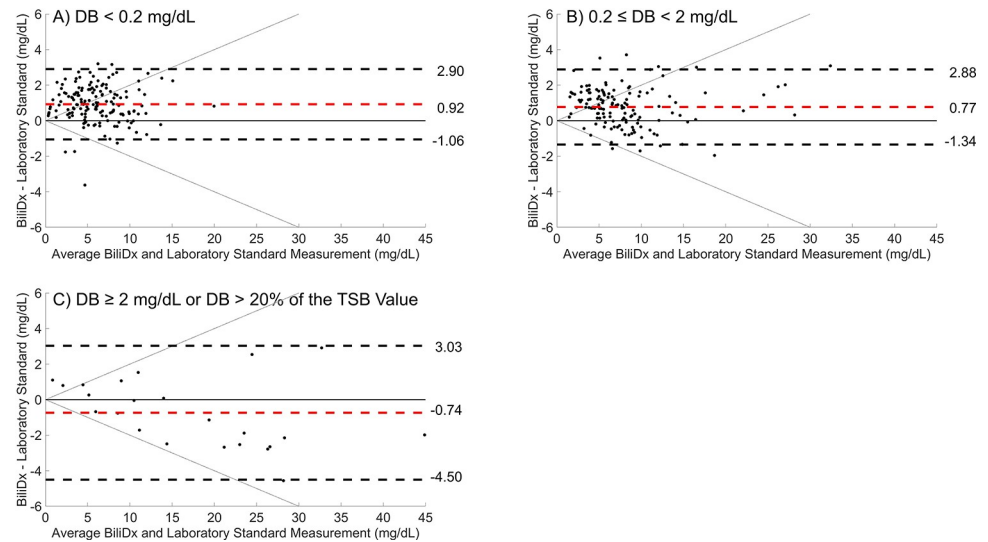 A) DB < 0.2 mg/dL
BiliDx - Laboratory Standard (mg/dL)
6
4
2
0
-2
-4
-6
2.90
0.92
-1.06
0 5 10 15 20 25 30 35 40 45
Average BiliDx and Laboratory Standard Measurement (mg/dL)
B) 0.2 ≤ DB < 2 mg/dL
BiliDx - Laboratory Standard (mg/dL)
6
4
2
0
-2
-4
-6
2.88
0.77
-1.34
0 5 10 15 20 25 30 35 40 45
Average BiliDx and Laboratory Standard Measurement (mg/dL)
C) DB ≥ 2 mg/dL or DB > 20% of the TSB Value
BiliDx - Laboratory Standard (mg/dL)
6
4
2
0
-2
-4
-6
3.03
-0.74
-4.50
0 5 10 15 20 25 30 35 40 45
Average BiliDx and Laboratory Standard Measurement (mg/dL)